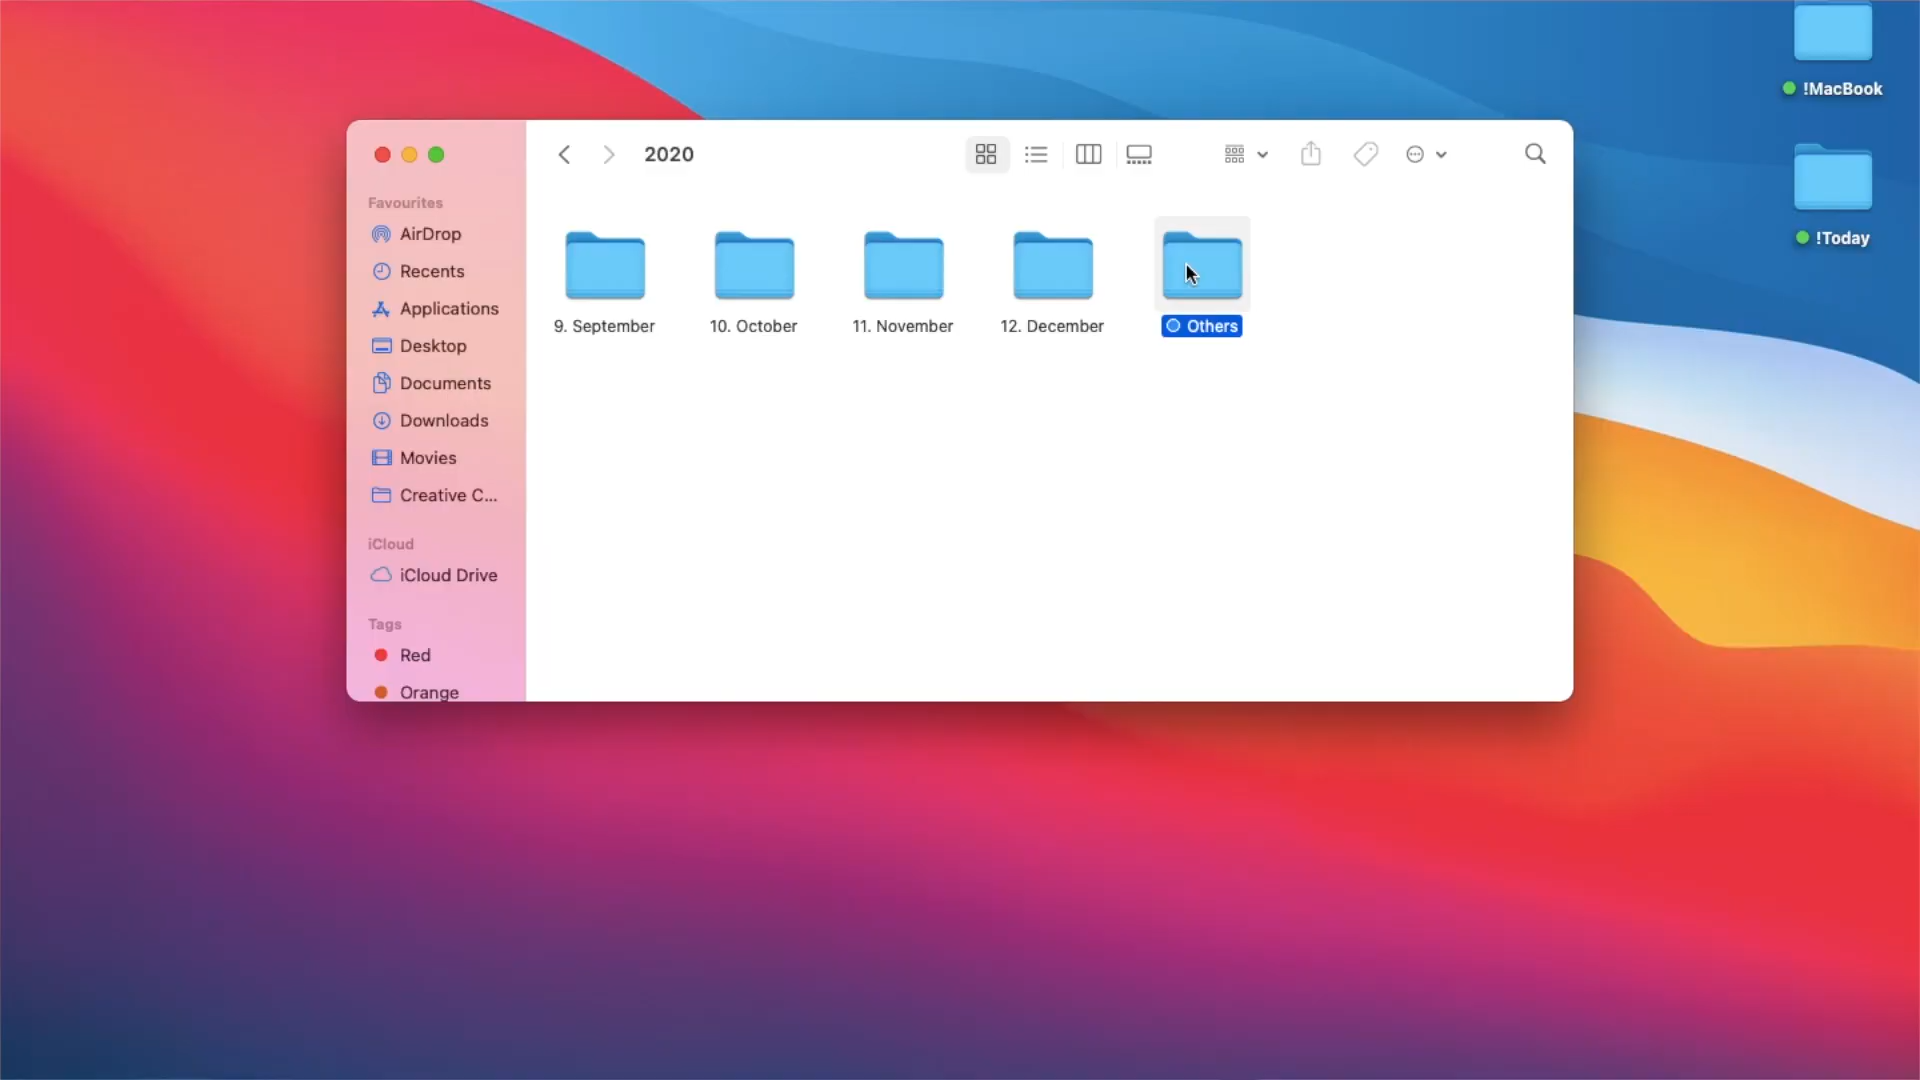 !MacBook
!Today
2020
Favourites
AirDrop
Recents
Applications
Desktop
Documents
Downloads
Movies
Creative C...
iCloud
iCloud Drive
Tags
Red
Orange
9. September
10. October
11. November
12. December
Others